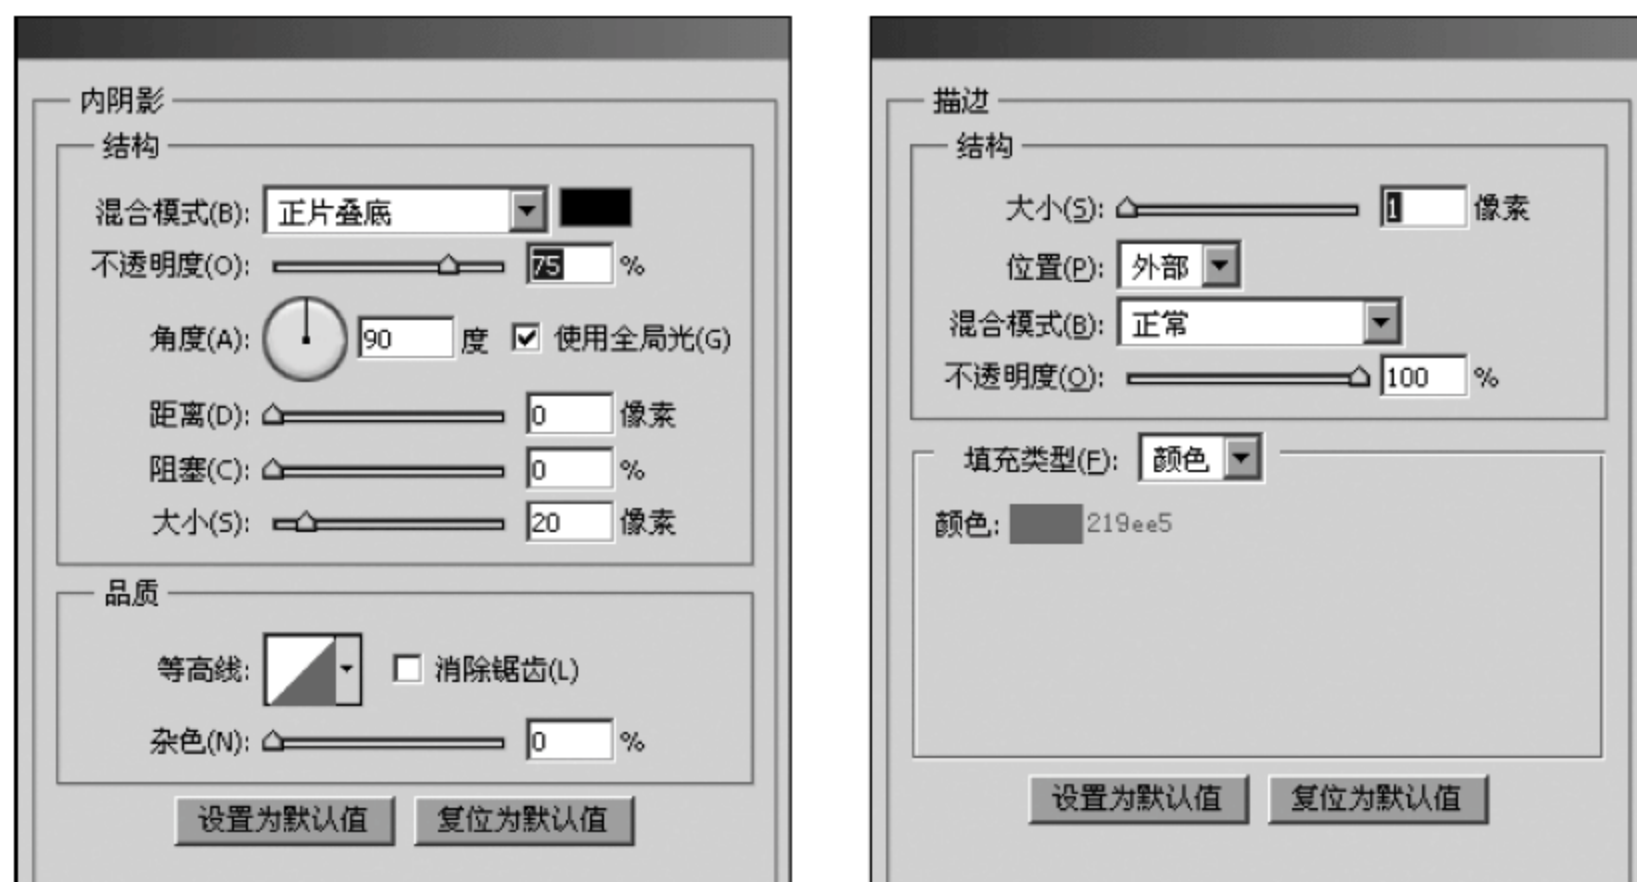 内阴影
结构
混合模式(B): 正片叠底
不透明度(O): 75 %
角度(A): 90 度 使用全局光(G)
距离(D): 0 像素
阻塞(C): 0 %
大小(S): 20 像素
品质
等高线: 消除锯齿(L)
杂色(N): 0 %
设置为默认值 复位为默认值
描边
结构
大小(S): 1 像素
位置(P): 外部
混合模式(B): 正常
不透明度(O): 100 %
填充类型(F): 颜色
颜色: 219ee5
设置为默认值 复位为默认值